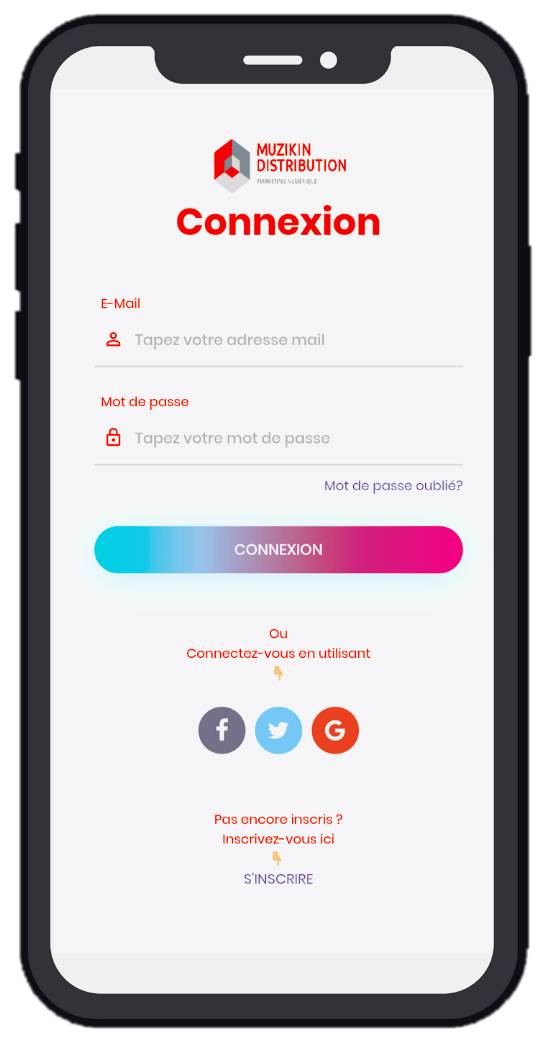 MUZIKIN
DISTRIBUTION
MARKETING NUMERIQUE
Connexion
E-Mail
Tapez votre adresse mail
Mot de passe
Tapez votre mot de passe
Mot de passe oublié?
CONNEXION
Ou
Connectez-vous en utilisant
👇
f
G
Pas encore inscris ?
Inscrivez-vous ici
👇
S'INSCRIRE